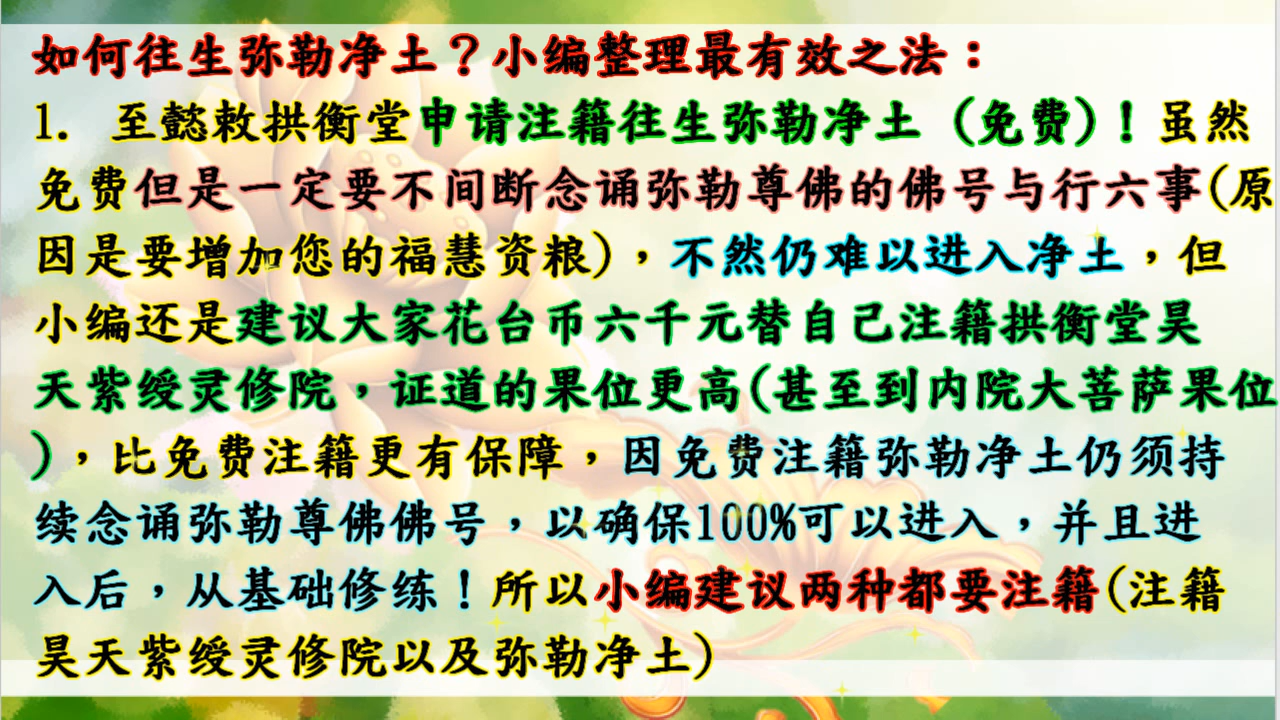 如何往生弥勒净土？小编整理最有效之法：
1. 至懿敕拱衡堂申请注籍往生弥勒净土（免费）！虽然
免费但是一定要不间断念诵弥勒尊佛的佛号与行六事(原
因是要增加您的福慧资粮)，不然仍难以进入净土，但
小编还是建议大家花台币六千元替自己注籍拱衡堂昊
天紫绶灵修院，证道的果位更高(甚至到内院大菩萨果位
)，比免费注籍更有保障，因免费注籍弥勒净土仍须持
续念诵弥勒尊佛佛号，以确保100%可以进入，并且进
入后，从基础修练！所以小编建议两种都要注籍(注籍
昊天紫绶灵修院以及弥勒净土)